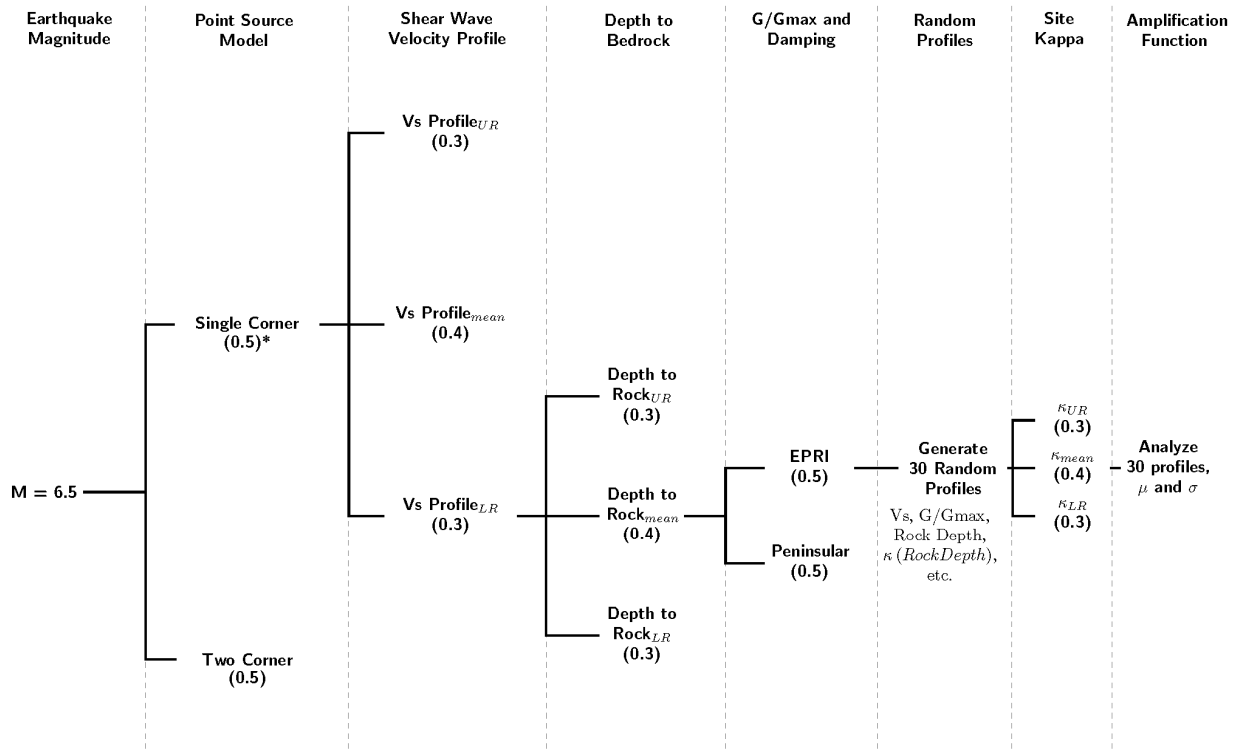 Earthquake
Magnitude
Point Source
Model
Shear Wave
Velocity Profile
Depth to
Bedrock
G/Gmax and
Damping
Random
Profiles
Site
Kappa
Amplification
Function
M = 6.5
Single Corner
(0.5)*
Two Corner
(0.5)
Vs Profile_UR
(0.3)
Vs Profile_mean
(0.4)
Vs Profile_LR
(0.3)
Depth to
Rock_UR
(0.3)
Depth to
Rock_mean
(0.4)
Depth to
Rock_LR
(0.3)
EPRI
(0.5)
Peninsular
(0.5)
Generate
30 Random
Profiles
Vs, G/Gmax,
Rock Depth,
κ (RockDepth),
etc.
κ_UR
(0.3)
κ_mean
(0.4)
κ_LR
(0.3)
Analyze
30 profiles,
μ and σ